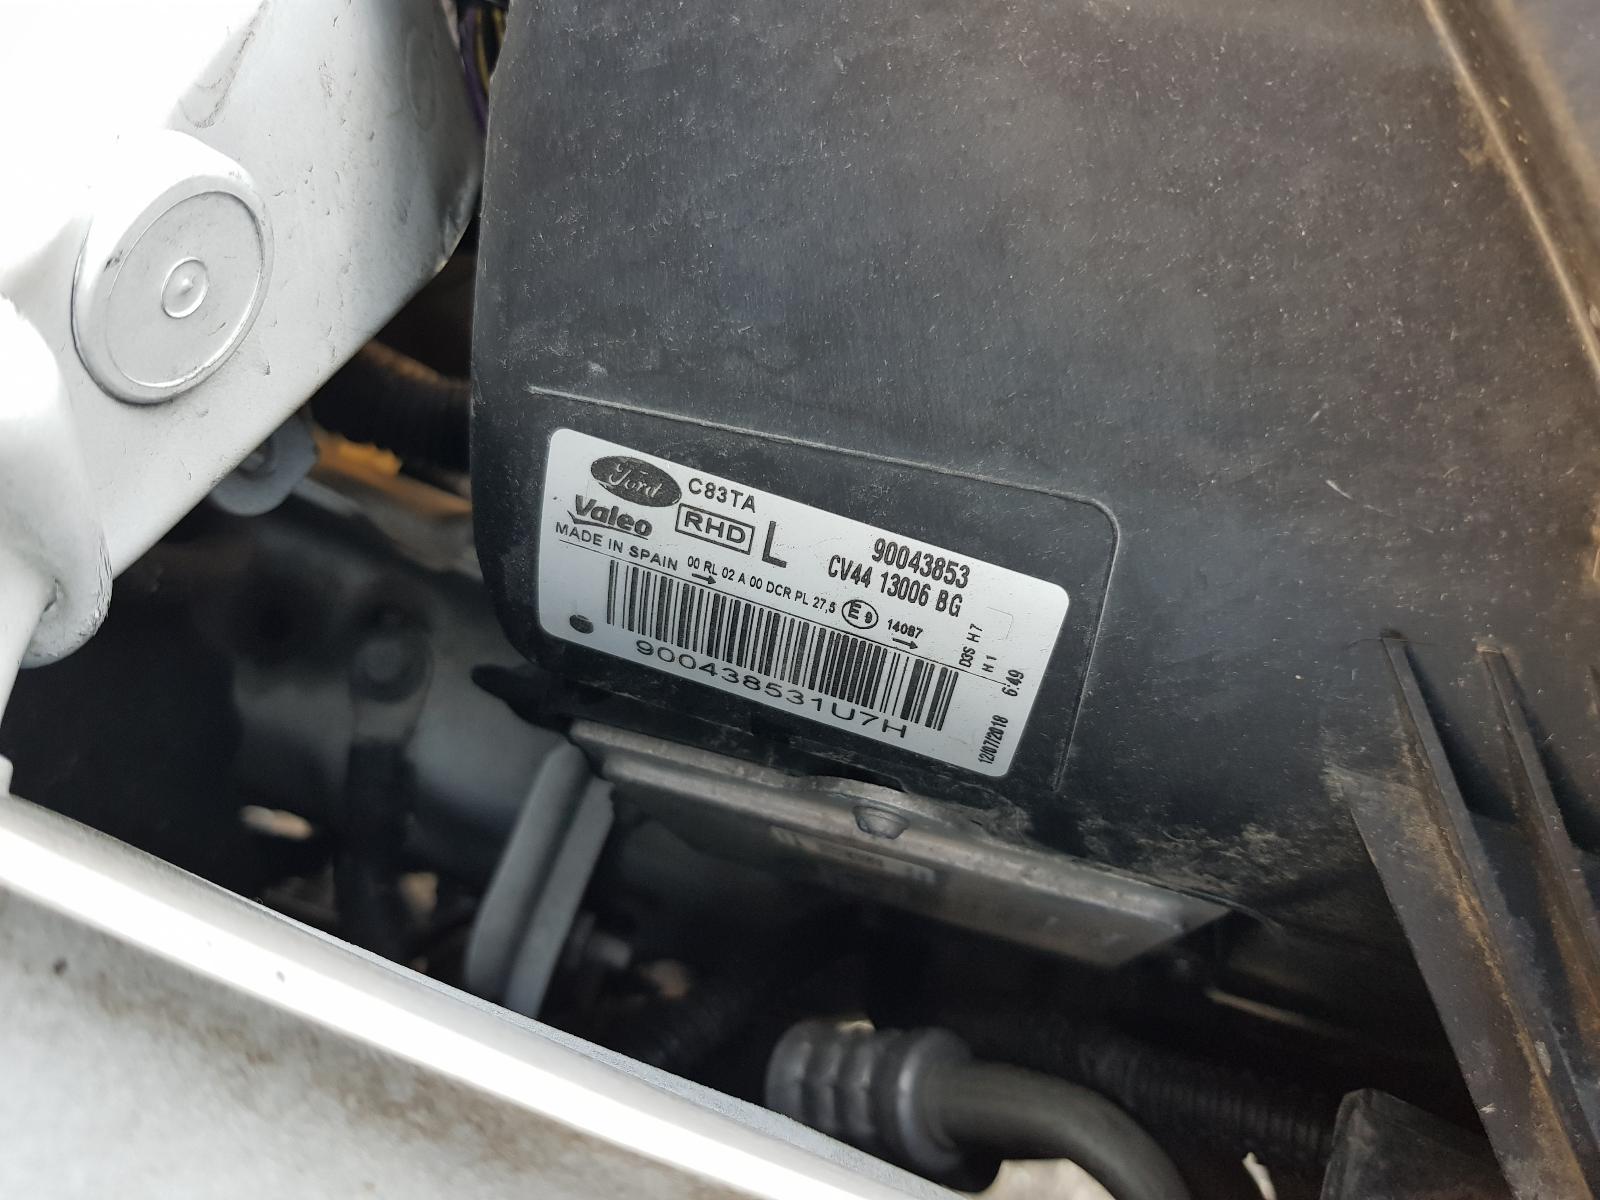 Ford C83TA
Valeo RHD L
MADE IN SPAIN
90043853
CV44 13006 BG
00 RL 02 A 00 DCR PL 27,5 E9 14087
D3S H7
H1
900438531U7H
12/07/2018 6:49